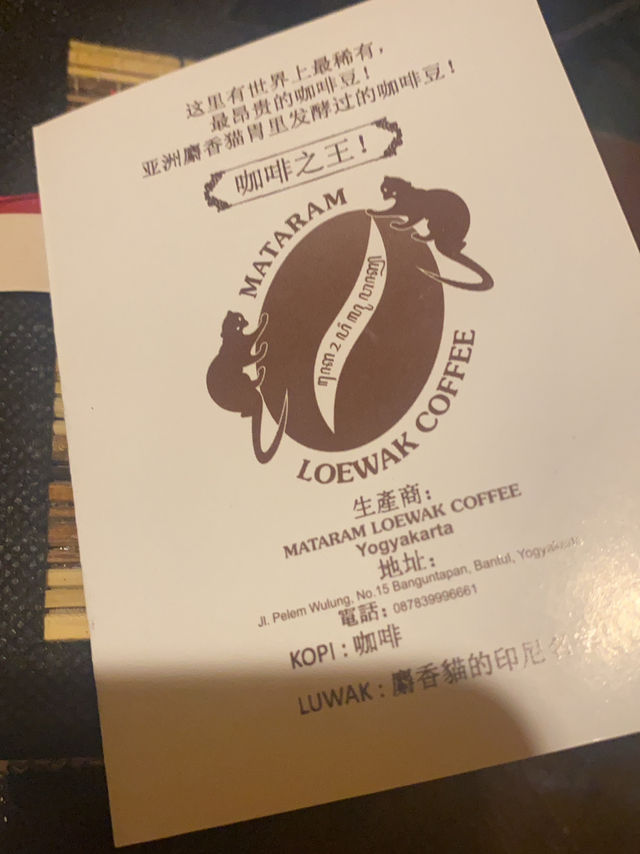 这里有世界上最稀有，
最昂贵的咖啡豆！
亚洲麝香猫胃里发酵过的咖啡豆！
咖啡之王！
MATARAM
LOEWAK COFFEE
生產商：
MATARAM LOEWAK COFFEE
Yogyakarta
地址：
Jl. Pelem Wulung, No.15 Banguntapan, Bantul, Yogyakarta
電話：087839996661
KOPI：咖啡
LUWAK：麝香貓的印尼名